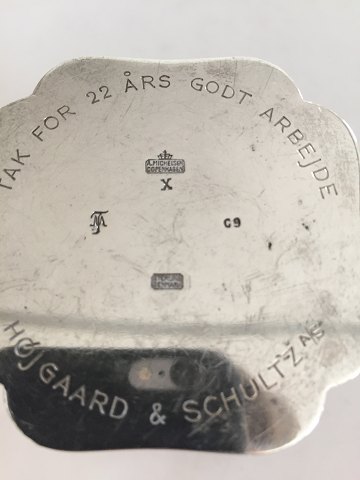 TAK FOR 22 ÅRS GODT ARBEJDE
A.MICHELSEN
COPENHAGEN
X
G9
HØJGAARD & SCHULTZ A/S